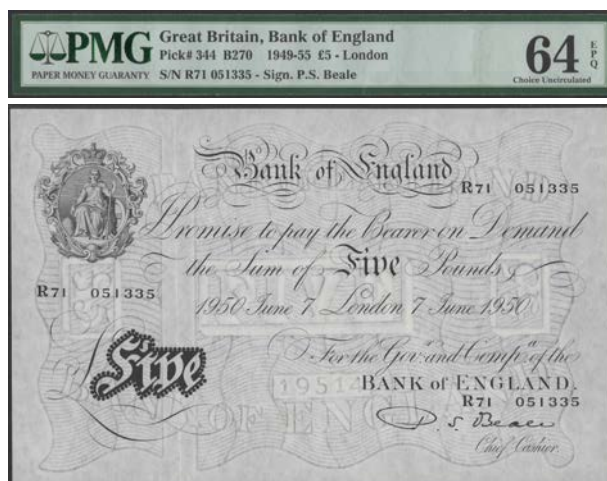 PMG
PAPER MONEY GUARANTY
Great Britain, Bank of England
Pick# 344 B270 1949-55 £5 - London
S/N R71 051335 - Sign. P.S. Beale
64 EPQ
Choice Uncirculated
Bank of England
R71 051335
I Promise to pay the Bearer on Demand
the Sum of Five Pounds
R71 051335
1950 June 7 London 7 June 1950
For the Govr. and Compa. of the
Five
BANK of ENGLAND.
R71 051335
P. S. Beale
Chief Cashier.